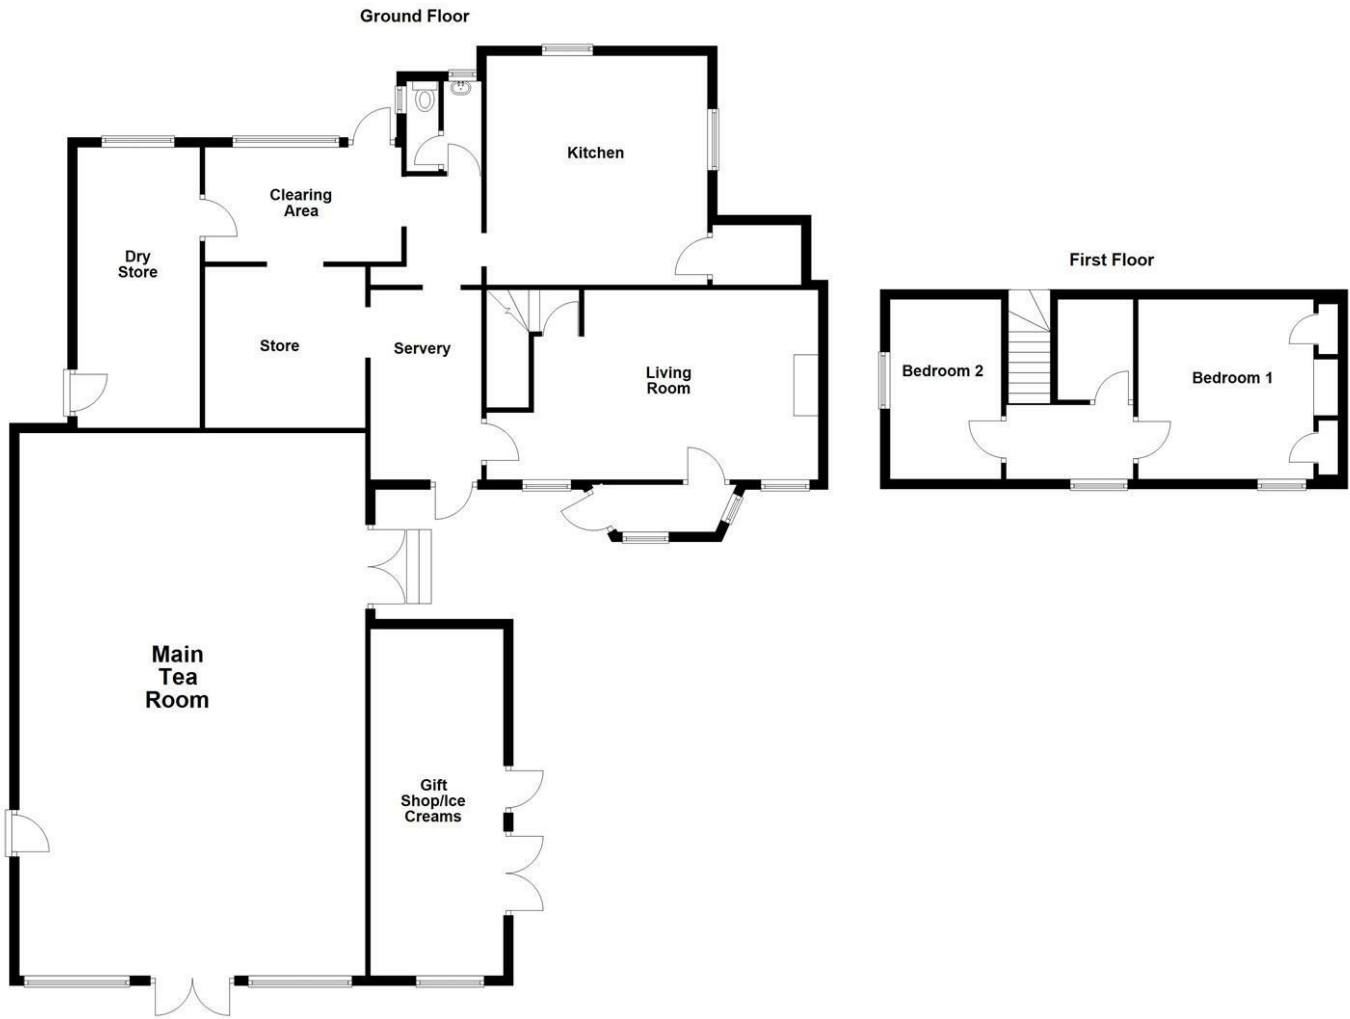 Ground Floor
Kitchen
Clearing
Area
Dry
Store
First Floor
Store
Servery
Living
Room
Bedroom 2
Bedroom 1
Main
Tea
Room
Gift
Shop/Ice
Creams